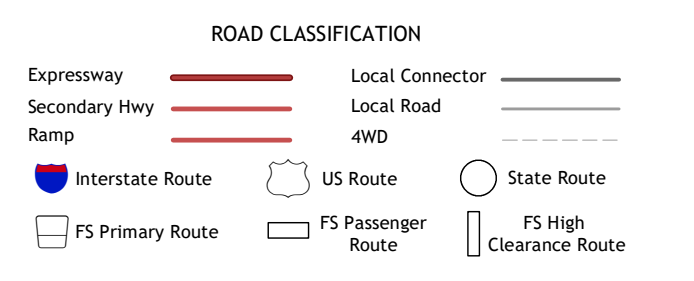 ROAD CLASSIFICATION
Expressway
Local Connector
Secondary Hwy
Local Road
Ramp
4WD
Interstate Route
US Route
State Route
FS Primary Route
FS Passenger
Route
FS High
Clearance Route